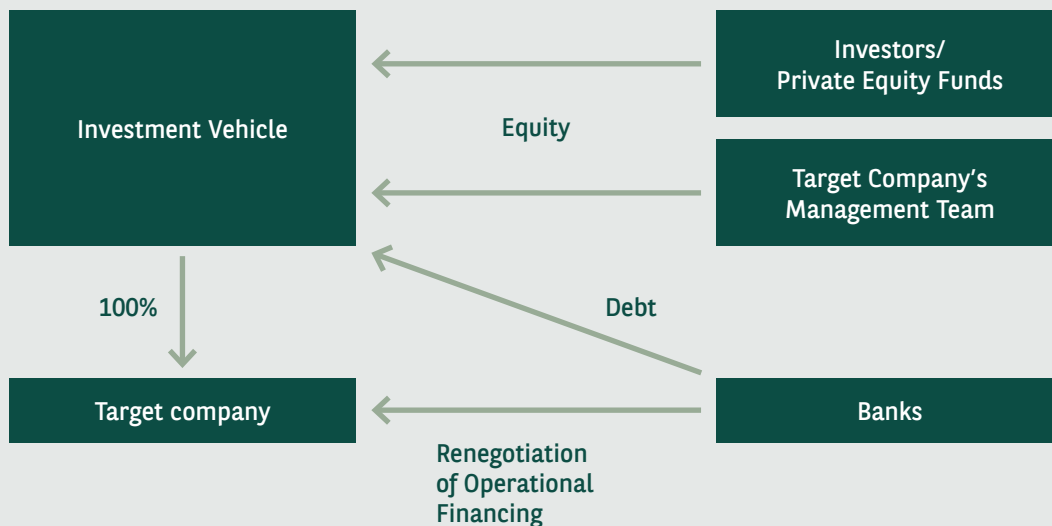 Investment Vehicle
Investors/
Private Equity Funds
Equity
Target Company's
Management Team
100%
Debt
Target company
Banks
Renegotiation
of Operational
Financing